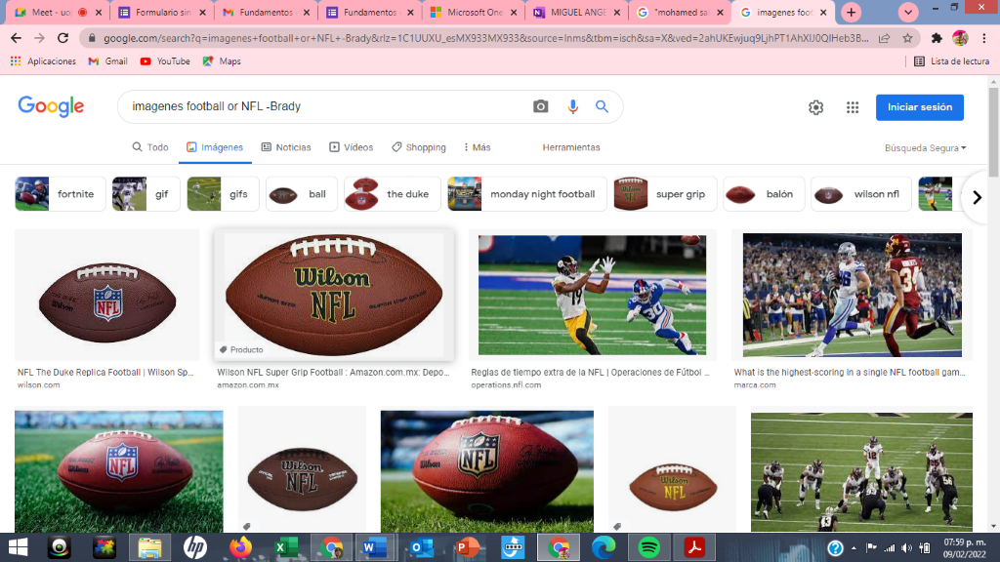 Meet - uo
Formulario sin
Fundamentos
Fundamentos
Microsoft One
MIGUEL ANGE
"mohamed sal
imagenes foot
google.com/search?q=imagenes+football+or+NFL+-Brady&rlz=1C1UUXU_esMX933MX933&source=lnms&tbm=isch&sa=X&ved=2ahUKEwjuq9LjhPT1AhXIJ0QIHeb3B...
Aplicaciones
Gmail
YouTube
Maps
Lista de lectura
Google
imagenes football or NFL -Brady
Iniciar sesión
Todo
Imágenes
Noticias
Vídeos
Shopping
Más
Herramientas
Búsqueda Segura
fortnite
gif
gifs
ball
the duke
monday night football
super grip
balón
wilson nfl
NFL
Wilson
Wilson
NFL
Producto
NFL The Duke Replica Football | Wilson Sp...
wilson.com
Wilson NFL Super Grip Football : Amazon.com.mx: Depo...
amazon.com.mx
Reglas de tiempo extra de la NFL | Operaciones de Fútbol ...
operations.nfl.com
What is the highest-scoring in a single NFL football gam...
marca.com
NFL
Wilson
NFL
NFL
Wilson
NFL
07:59 p. m.
09/02/2022